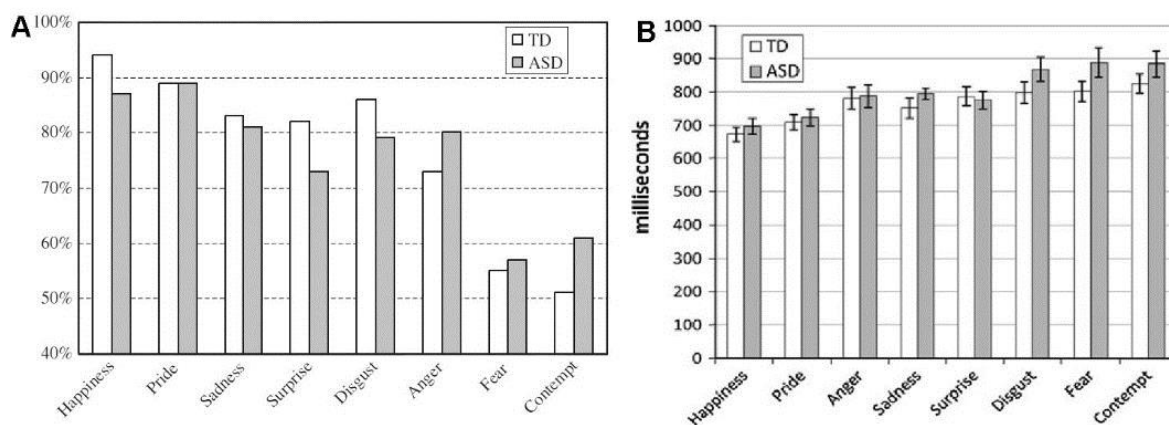 A
100%
90%
80%
70%
60%
50%
40%
TD
ASD
Happiness
Pride
Sadness
Surprise
Disgust
Anger
Fear
Contempt
B
milliseconds
1000
900
800
700
600
500
400
300
200
100
0
TD
ASD
Happiness
Pride
Anger
Sadness
Surprise
Disgust
Fear
Contempt